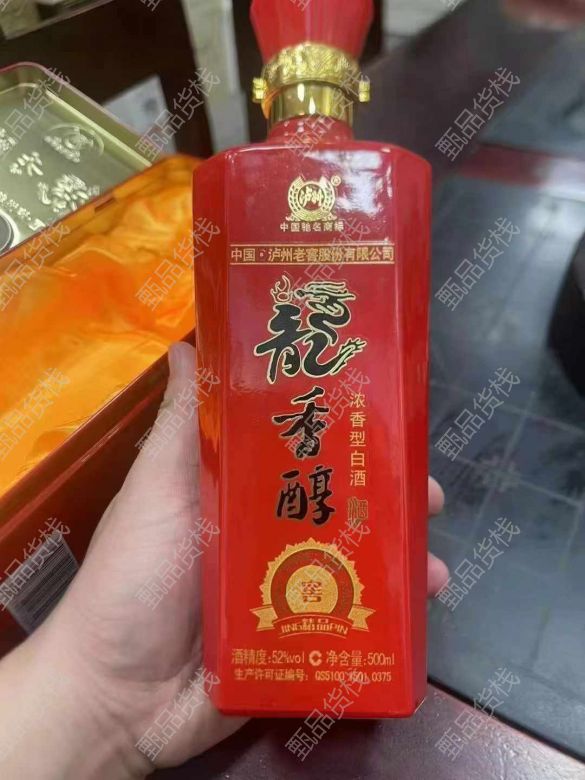 泸州
®
中国驰名商标
中国·泸州老窖股份有限公司
龍香醇
浓香型白酒
窖
精品
酒精度:52%vol 净含量:500ml
生产许可证编号: QS5100 1501 0375
甄品货栈